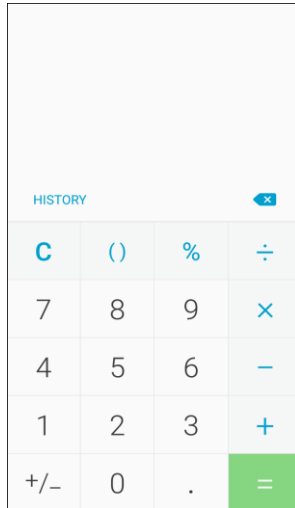 HISTORY
C () % ÷
7 8 9 ×
4 5 6 −
1 2 3 +
+/− 0 . =